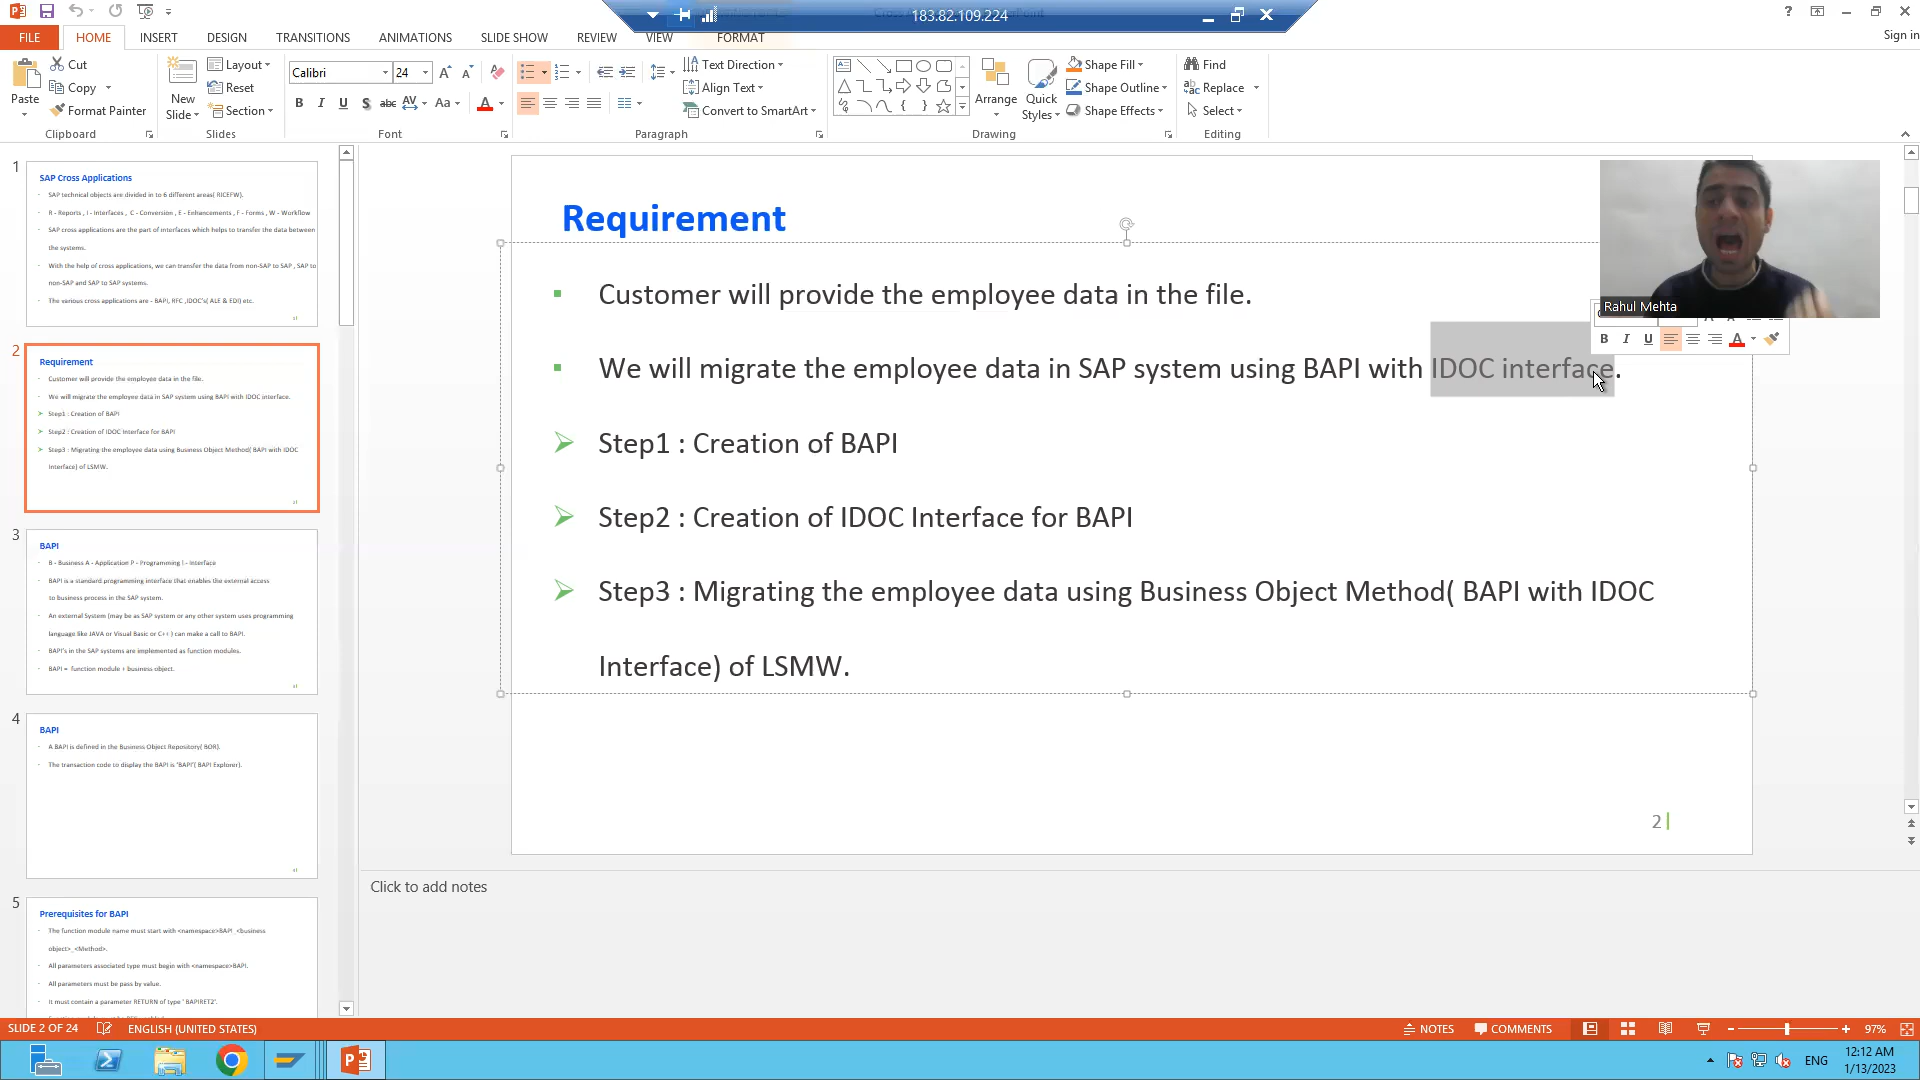 183.82.109.224
Sign in
FILE
HOME
INSERT
DESIGN
TRANSITIONS
ANIMATIONS
SLIDE SHOW
REVIEW
VIEW
FORMAT
Paste
Cut
Copy
Format Painter
Clipboard
New Slide
Layout
Reset
Section
Slides
Calibri
24
Font
Text Direction
Align Text
Convert to SmartArt
Paragraph
Arrange
Quick Styles
Shape Fill
Shape Outline
Shape Effects
Drawing
Find
Replace
Select
Editing
1
SAP Cross Applications
SAP technical objects are divided in to 6 different areas( RICEFW).
R - Reports , I - Interfaces , C - Conversion , E - Enhancements , F - Forms , W - Workflow
SAP cross applications are the part of interfaces which helps to transfer the data between
the systems.
With the help of cross applications, we can transfer the data from non-SAP to SAP , SAP to
non-SAP and SAP to SAP systems.
The various cross applications are - BAPI, RFC ,IDOC's( ALE & EDI) etc.
2
Requirement
Customer will provide the employee data in the file.
We will migrate the employee data in SAP system using BAPI with IDOC interface.
Step1 : Creation of BAPI
Step2 : Creation of IDOC Interface for BAPI
Step3 : Migrating the employee data using Business Object Method( BAPI with IDOC
Interface) of LSMW.
3
BAPI
B - Business A - Application P - Programming I - Interface
BAPI is a standard programming interface that enables the external access
to business process in the SAP system.
An external System (may be as SAP system or any other system uses programming
language like JAVA or Visual Basic or C++ ) can make a call to BAPI.
BAPI's in the SAP systems are implemented as function modules.
BAPI = function module + business object.
4
BAPI
A BAPI is defined in the Business Object Repository( BOR).
The transaction code to display the BAPI is 'BAPI'( BAPI Explorer).
5
Prerequisites for BAPI
The function module name must start with <namespace>BAPI_<business
object>_<Method>.
All parameters associated type must begin with <namespace>BAPI.
All parameters must be pass by value.
It must contain a parameter RETURN of type ' BAPIRET2'.
Requirement
Customer will provide the employee data in the file.
We will migrate the employee data in SAP system using BAPI with IDOC interface.
Step1 : Creation of BAPI
Step2 : Creation of IDOC Interface for BAPI
Step3 : Migrating the employee data using Business Object Method( BAPI with IDOC
Interface) of LSMW.
2
Rahul Mehta
Click to add notes
SLIDE 2 OF 24
ENGLISH (UNITED STATES)
NOTES
COMMENTS
97%
ENG
12:12 AM
1/13/2023